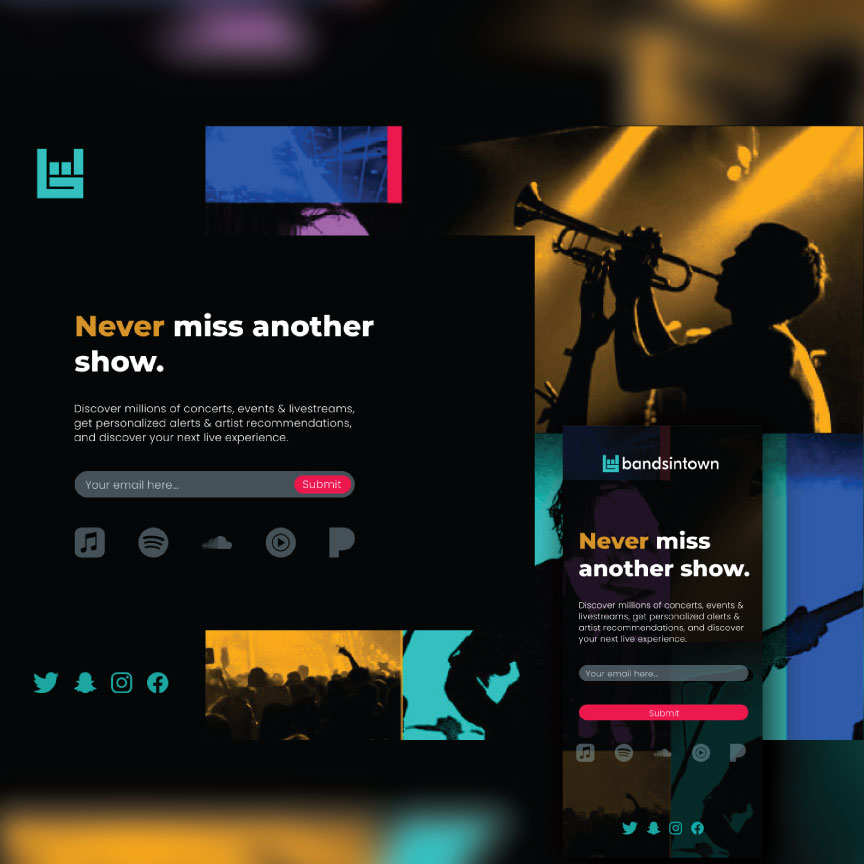 Never miss another
show.
Discover millions of concerts, events & livestreams,
get personalized alerts & artist recommendations,
and discover your next live experience.
Your email here...
Submit
bandsintown
Never miss
another show.
Discover millions of concerts, events &
livestreams, get personalized alerts &
artist recommendations, and discover
your next live experience.
Your email here...
Submit